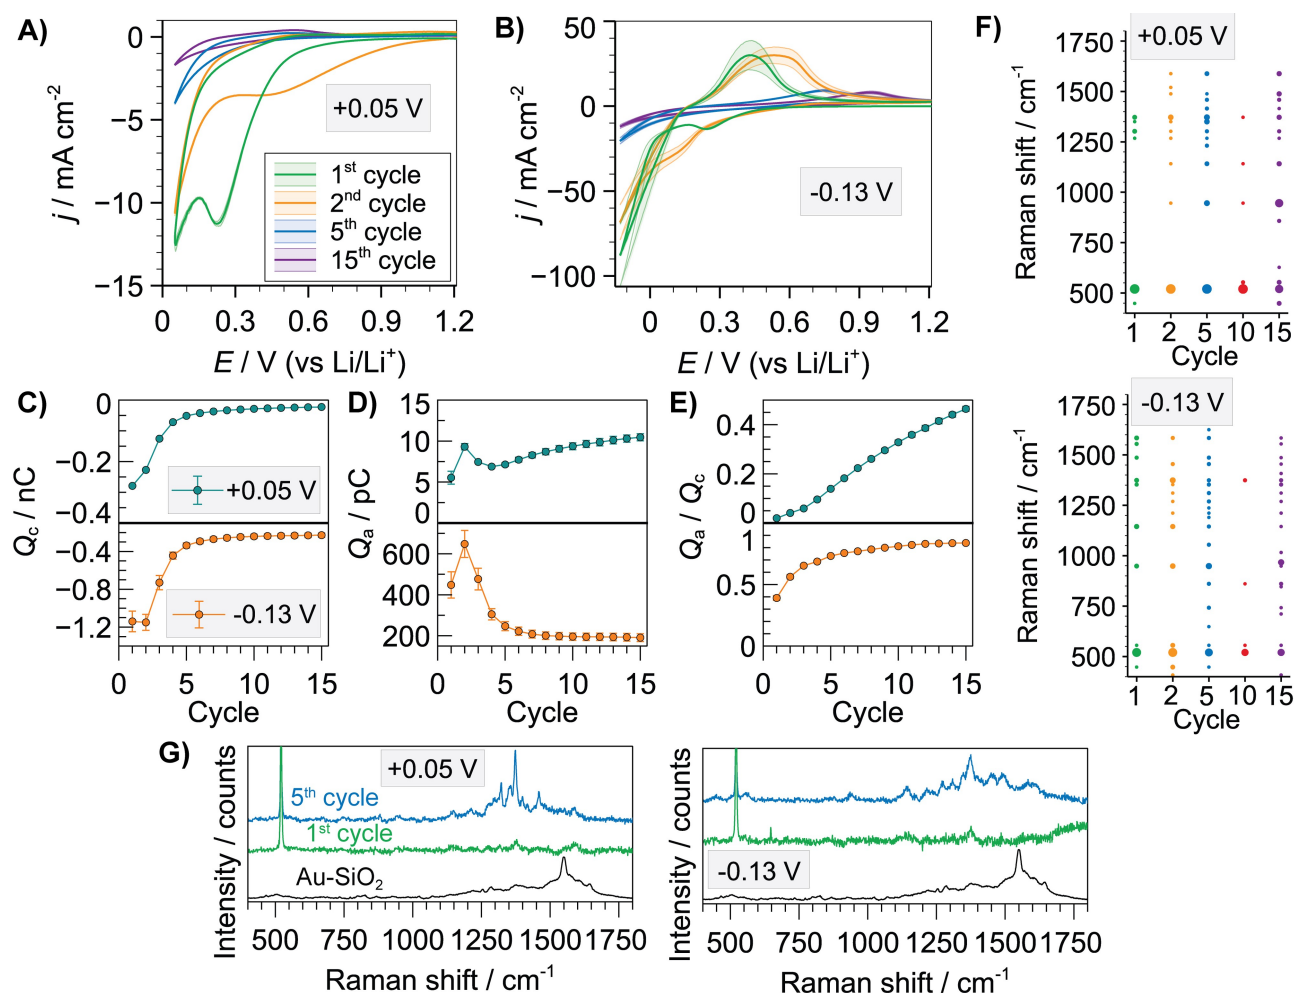 A)
0
−5
−10
−15
j / mA cm-2
+0.05 V
1st cycle
2nd cycle
5th cycle
15th cycle
0 0.3 0.6 0.9 1.2
E / V (vs Li/Li+)
B)
50
0
−50
−100
j / mA cm-2
-0.13 V
0 0.3 0.6 0.9 1.2
E / V (vs Li/Li+)
C)
0
−0.2
−0.4
−0.4
−0.8
−1.2
Qc / nC
+0.05 V
-0.13 V
0 5 10 15
Cycle
D)
15
10
5
0
600
400
200
Qa / pC
0 5 10 15
Cycle
E)
0.4
0.2
0
1
0.5
0
Qa / Qc
0 5 10 15
Cycle
F)
+0.05 V
1750
1500
1250
1000
750
500
Raman shift / cm-1
1 2 5 10 15
Cycle
-0.13 V
1750
1500
1250
1000
750
500
Raman shift / cm-1
1 2 5 10 15
Cycle
G)
Intensity / counts
+0.05 V
5th cycle
1st cycle
Au-SiO2
500 750 1000 1250 1500 1750
Raman shift / cm-1
Intensity / counts
-0.13 V
500 750 1000 1250 1500 1750
Raman shift / cm-1